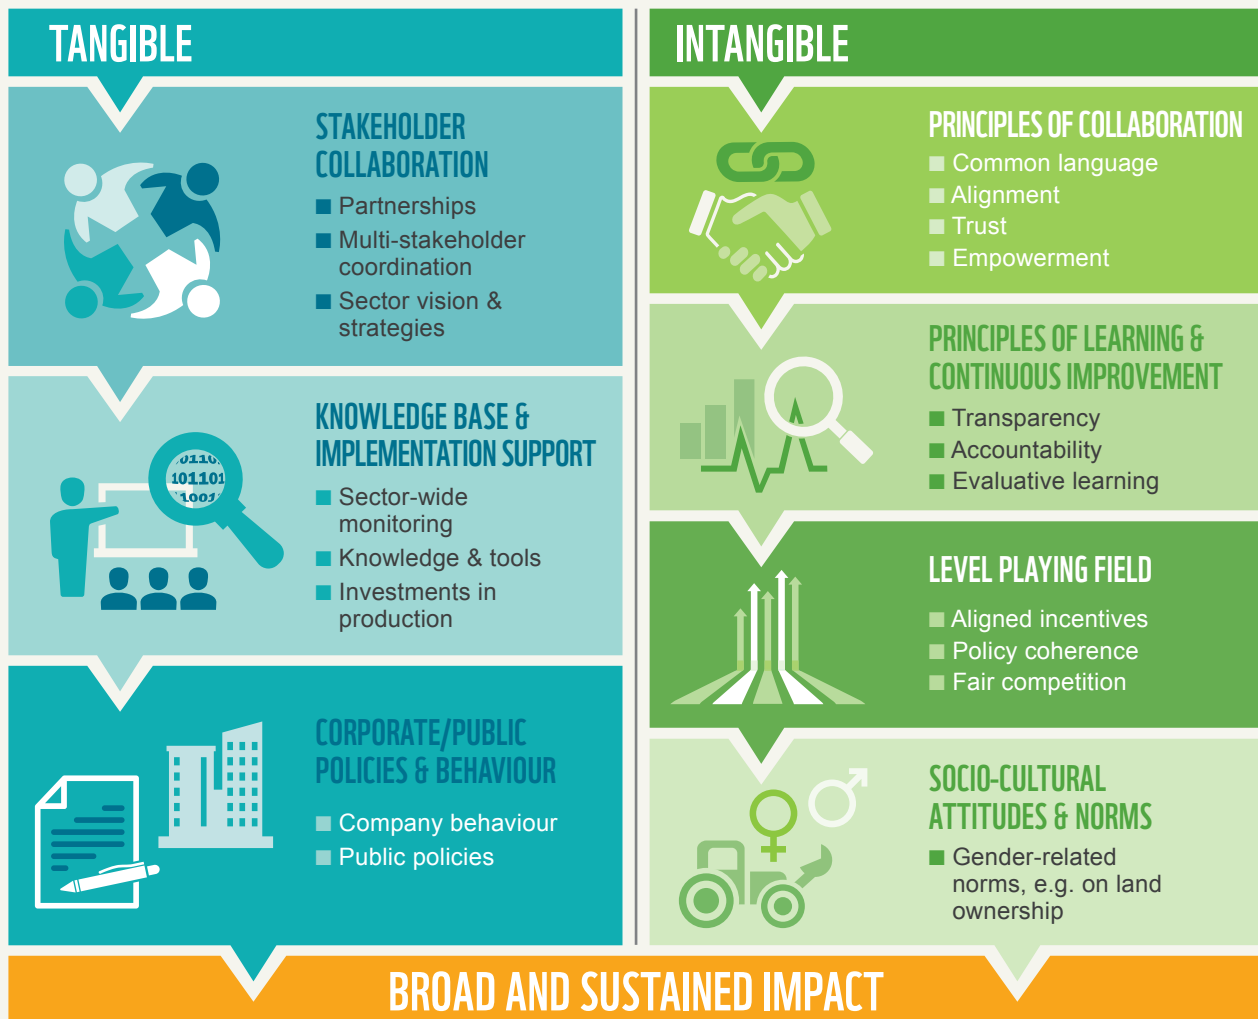 TANGIBLE
STAKEHOLDER
COLLABORATION
Partnerships
Multi-stakeholder
coordination
Sector vision &
strategies
KNOWLEDGE BASE &
IMPLEMENTATION SUPPORT
01101
101101
1001
Sector-wide
monitoring
Knowledge & tools
Investments in
production
CORPORATE/PUBLIC
POLICIES & BEHAVIOUR
Company behaviour
Public policies
INTANGIBLE
PRINCIPLES OF COLLABORATION
Common language
Alignment
Trust
Empowerment
PRINCIPLES OF LEARNING &
CONTINUOUS IMPROVEMENT
Transparency
Accountability
Evaluative learning
LEVEL PLAYING FIELD
Aligned incentives
Policy coherence
Fair competition
SOCIO-CULTURAL
ATTITUDES & NORMS
Gender-related
norms, e.g. on land
ownership
BROAD AND SUSTAINED IMPACT